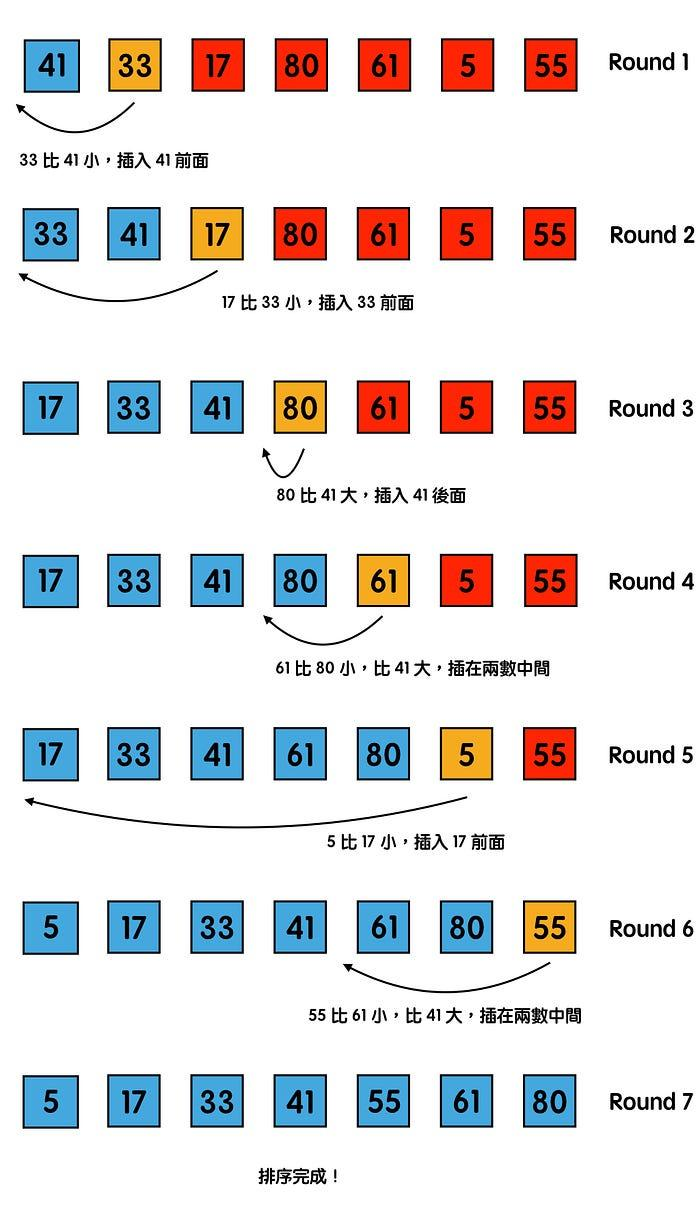 41 33 17 80 61 5 55 Round 1
33 比 41 小，插入 41 前面
33 41 17 80 61 5 55 Round 2
17 比 33 小，插入 33 前面
17 33 41 80 61 5 55 Round 3
80 比 41 大，插入 41 後面
17 33 41 80 61 5 55 Round 4
61 比 80 小，比 41 大，插在兩數中間
17 33 41 61 80 5 55 Round 5
5 比 17 小，插入 17 前面
5 17 33 41 61 80 55 Round 6
55 比 61 小，比 41 大，插在兩數中間
5 17 33 41 55 61 80 Round 7
排序完成！